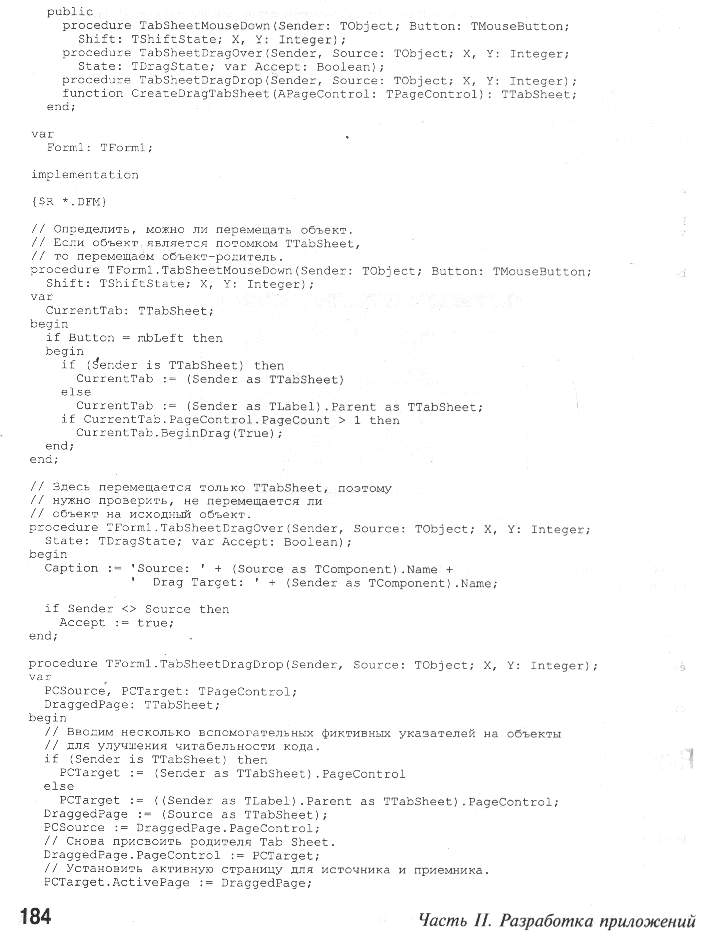 public
procedure TabSheetMouseDown(Sender: TObject; Button: TMouseButton;
Shift: TShiftState; X, Y: Integer);
procedure TabSheetDragOver(Sender, Source: TObject; X, Y: Integer;
State: TDragState; var Accept: Boolean);
procedure TabSheetDragDrop(Sender, Source: TObject; X, Y: Integer);
function CreateDragTabSheet(APageControl: TPageControl): TTabSheet;
end;
var
Form1: TForm1;
implementation
{$R *.DFM}
// Определить, можно ли перемещать объект.
// Если объект является потомком TTabSheet,
// то перемещаем объект-родитель.
procedure TForm1.TabSheetMouseDown(Sender: TObject; Button: TMouseButton;
Shift: TShiftState; X, Y: Integer);
var
CurrentTab: TTabSheet;
begin
if Button = mbLeft then
begin
if (Sender is TTabSheet) then
CurrentTab := (Sender as TTabSheet)
else
CurrentTab := (Sender as TLabel).Parent as TTabSheet;
if CurrentTab.PageControl.PageCount > 1 then
CurrentTab.BeginDrag(True);
end;
end;
// Здесь перемещается только TTabSheet, поэтому
// нужно проверить, не перемещается ли
// объект на исходный объект.
procedure TForm1.TabSheetDragOver(Sender, Source: TObject; X, Y: Integer;
State: TDragState; var Accept: Boolean);
begin
Caption := 'Source: ' + (Source as TComponent).Name +
'  Drag Target: ' + (Sender as TComponent).Name;
if Sender <> Source then
Accept := true;
end;
procedure TForm1.TabSheetDragDrop(Sender, Source: TObject; X, Y: Integer);
var
PCSource, PCTarget: TPageControl;
DraggedPage: TTabSheet;
begin
// Вводим несколько вспомогательных фиктивных указателей на объекты
// для улучшения читабельности кода.
if (Sender is TTabSheet) then
PCTarget := (Sender as TTabSheet).PageControl
else
PCTarget := ((Sender as TLabel).Parent as TTabSheet).PageControl;
DraggedPage := (Source as TTabSheet);
PCSource := DraggedPage.PageControl;
// Снова присвоить родителя Tab Sheet.
DraggedPage.PageControl := PCTarget;
// Установить активную страницу для источника и приемника.
PCTarget.ActivePage := DraggedPage;
184
Часть II. Разработка приложений